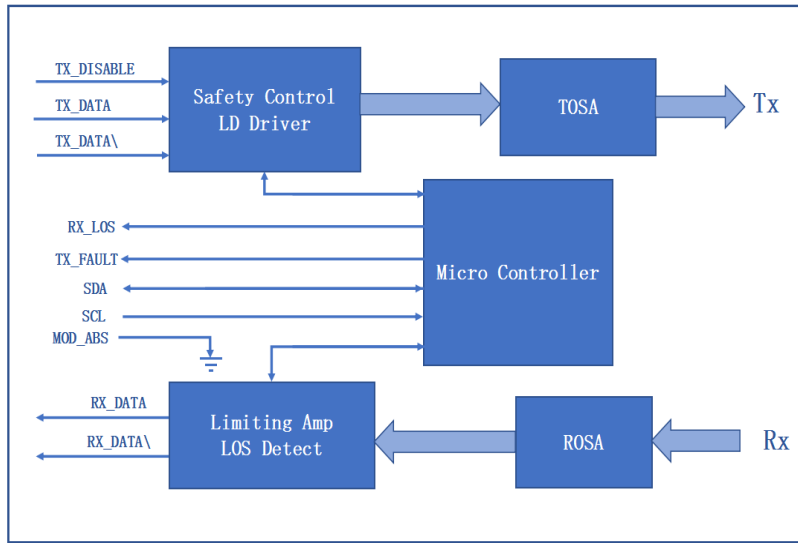 TX_DISABLE
TX_DATA
TX_DATA\
Safety Control
LD Driver
TOSA
Tx
RX_LOS
TX_FAULT
SDA
SCL
MOD_ABS
Micro Controller
RX_DATA
RX_DATA\
Limiting Amp
LOS Detect
ROSA
Rx